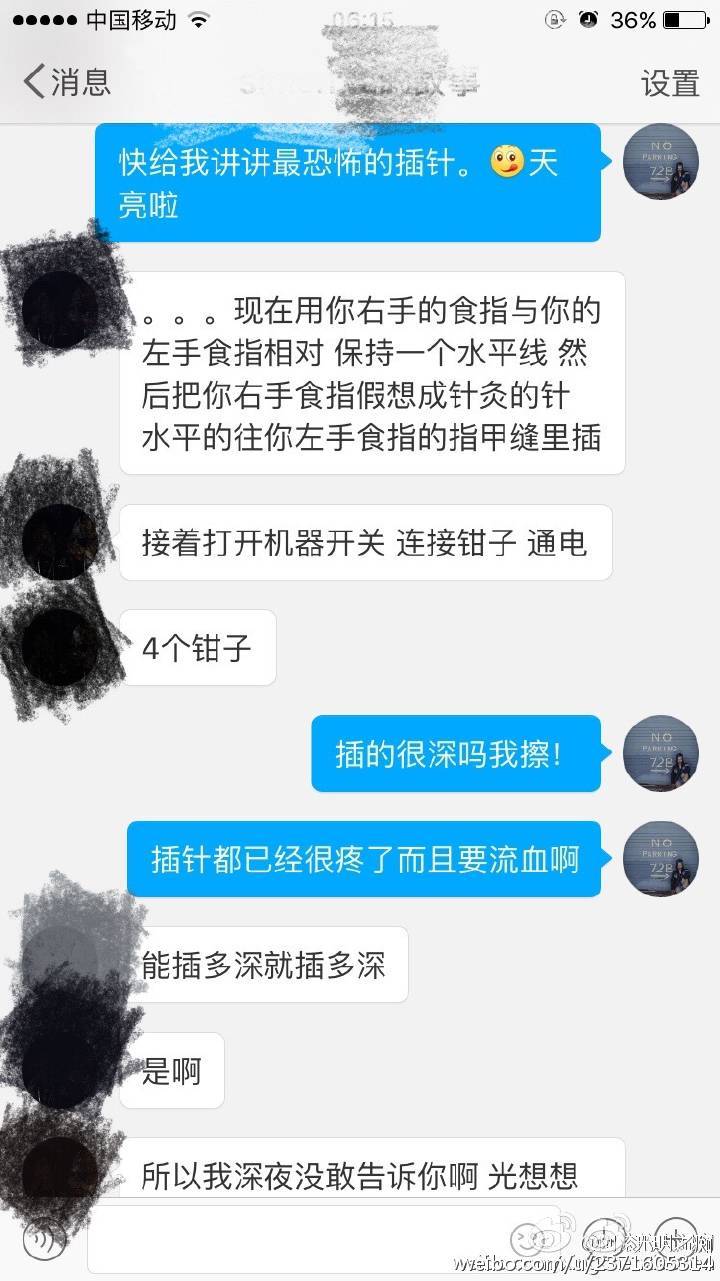 中国移动
06:15
36%
消息
设置
快给我讲讲最恐怖的插针。天
亮啦
NO
PARKING
72B
。。。现在用你右手的食指与你的
左手食指相对 保持一个水平线 然
后把你右手食指假想成针灸的针
水平的往你左手食指的指甲缝里插
接着打开机器开关 连接钳子 通电
4个钳子
插的很深吗我擦!
NO
PARKING
72B
插针都已经很疼了而且要流血啊
NO
PARKING
72B
能插多深就插多深
是啊
所以我深夜没敢告诉你啊 光想想